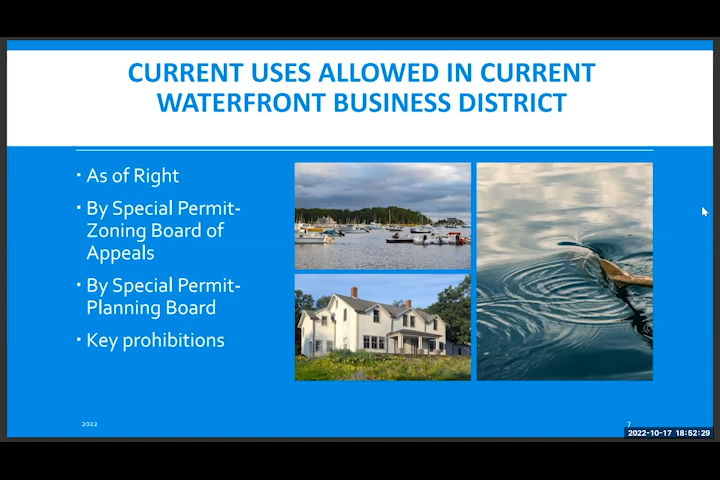 CURRENT USES ALLOWED IN CURRENT
WATERFRONT BUSINESS DISTRICT
· As of Right
· By Special Permit-
Zoning Board of
Appeals
· By Special Permit-
Planning Board
· Key prohibitions
2022
7
2022-10-17 18:52:29